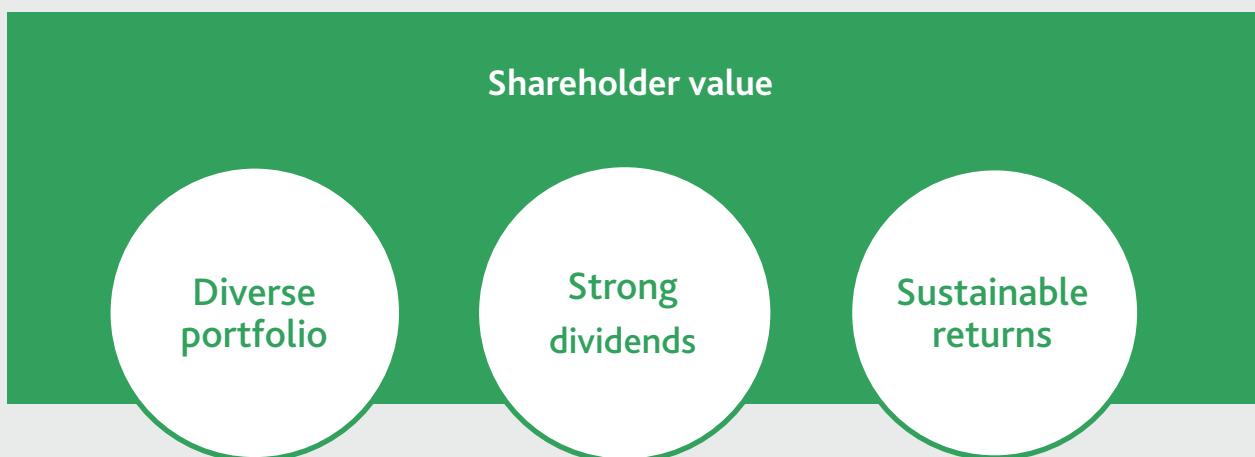 Shareholder value
Diverse
portfolio
Strong
dividends
Sustainable
returns